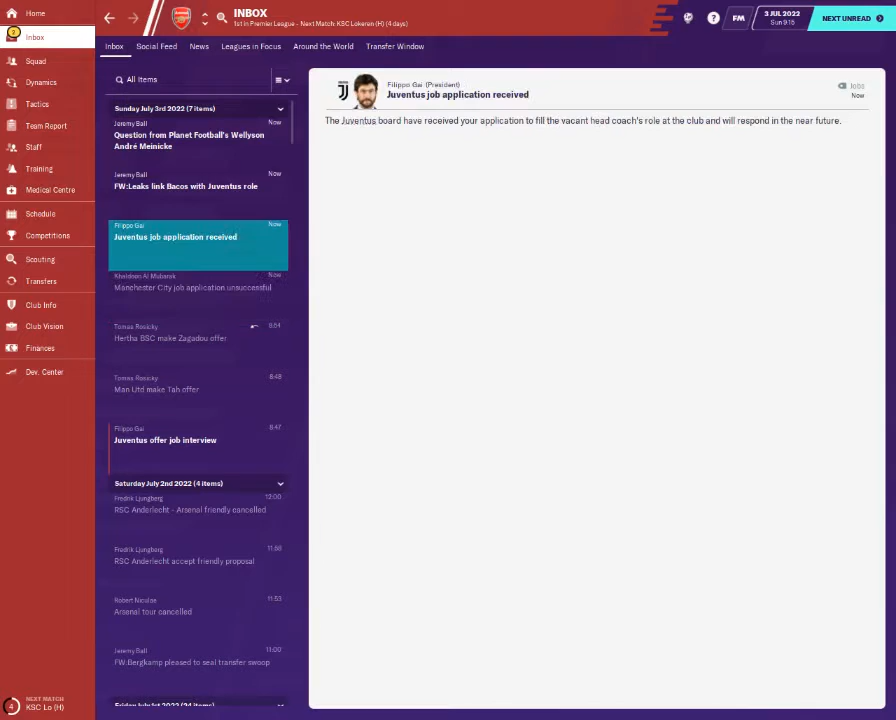 Home
INBOX
1st in Premier League - Next Match: KSC Lokeren (H) (4 days)
FM
3 JUL 2022
Sun 9:15
NEXT UNREAD
2
Inbox
Squad
Dynamics
Tactics
Team Report
Staff
Training
Medical Centre
Schedule
Competitions
Scouting
Transfers
Club Info
Club Vision
Finances
Dev. Center
4
NEXT MATCH
KSC Lo (H)
Inbox
Social Feed
News
Leagues in Focus
Around the World
Transfer Window
All Items
Sunday July 3rd 2022 (7 items)
Jeremy Ball
Now
Question from Planet Football's Wellyson
André Meinicke
Jeremy Ball
Now
FW:Leaks link Bacos with Juventus role
Filippo Gai
Now
Juventus job application received
Khaldoon Al Mubarak
Now
Manchester City job application unsuccessful
Tomas Rosicky
Hertha BSC make Zagadou offer
Tomas Rosicky
8:48
Man Utd make Tah offer
Filippo Gai
8:47
Juventus offer job interview
Saturday July 2nd 2022 (4 items)
Fredrik Ljungberg
12:00
RSC Anderlecht - Arsenal friendly cancelled
Fredrik Ljungberg
RSC Anderlecht accept friendly proposal
Robert Niculae
11:53
Arsenal tour cancelled
Jeremy Ball
11:00
FW:Bergkamp pleased to seal transfer swoop
Friday July 1st 2022 (24 items)
Filippo Gai (President)
Juventus job application received
Jobs
Now
The Juventus board have received your application to fill the vacant head coach's role at the club and will respond in the near future.